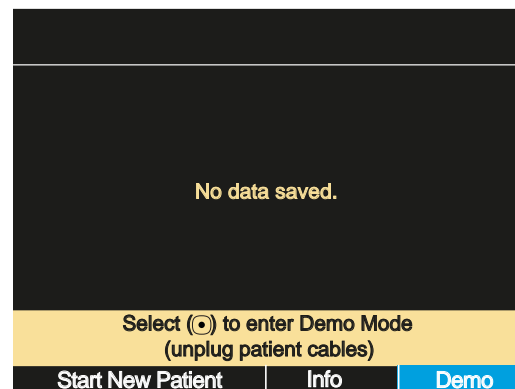 No data saved.
Select (⊙) to enter Demo Mode
(unplug patient cables)
Start New Patient Info Demo